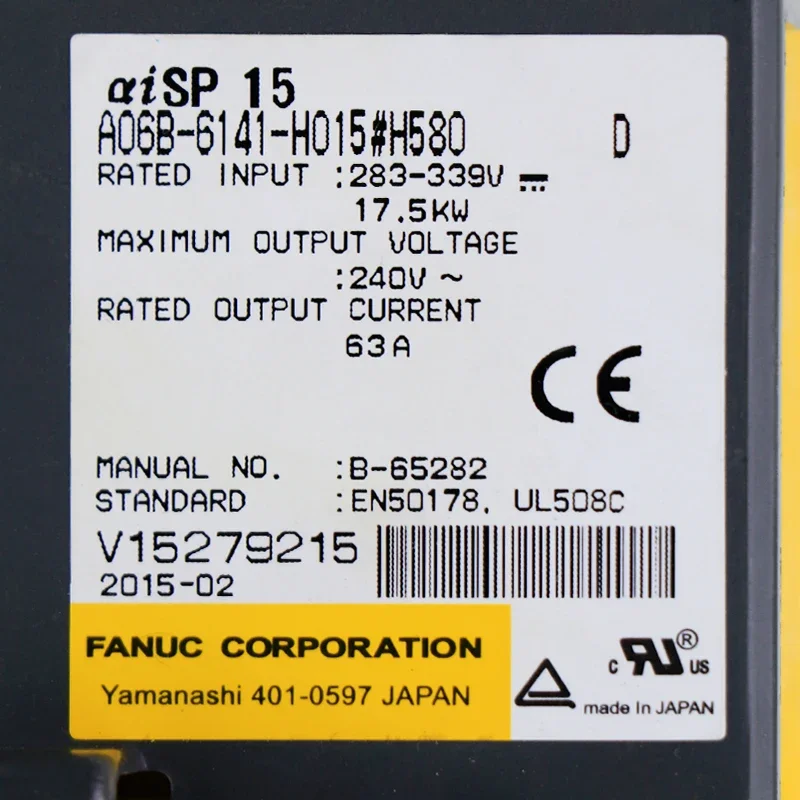 αiSP 15
A06B-6141-H015#H580 D
RATED INPUT :283-339V ⎓
17.5KW
MAXIMUM OUTPUT VOLTAGE
:240V ~
RATED OUTPUT CURRENT
63A
CE
MANUAL NO. :B-65282
STANDARD :EN50178, UL508C
V15279215
2015-02
FANUC CORPORATION
Yamanashi 401-0597 JAPAN
c RU ® US
made in JAPAN